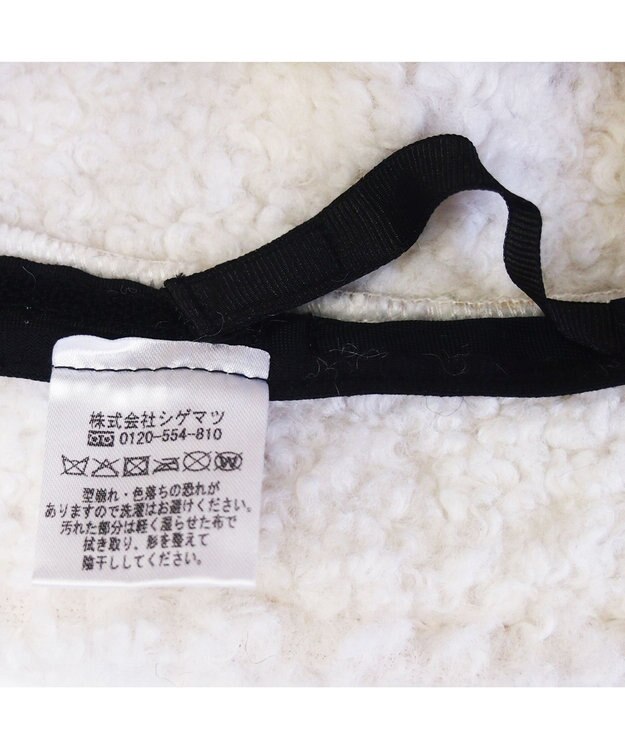 株式会社シゲマツ
0120-554-810
型崩れ・色落ちの恐れが
ありますので洗濯はお避けください。
汚れた部分は軽く濡らせた布で
拭き取り、形を整えて
陰干ししてください。